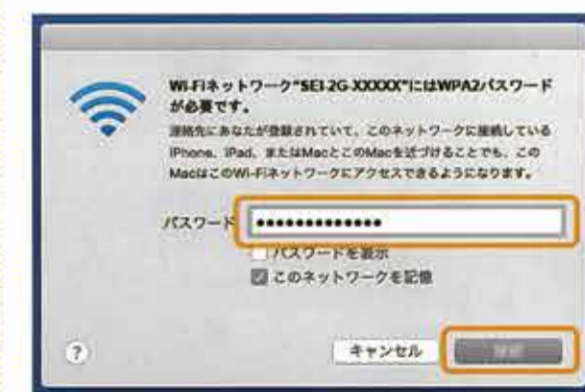 Wi-Fiネットワーク"SEI-2G-XXXXX"にはWPA2パスワード
が必要です。
連絡先にあなたが登録されていて、このネットワークに接続している
iPhone、iPad、またはMacとこのMacを近づけることでも、この
MacはこのWi-Fiネットワークにアクセスできるようになります。
パスワード ●●●●●●●●●●●●●
パスワードを表示
このネットワークを記憶
? キャンセル 接続